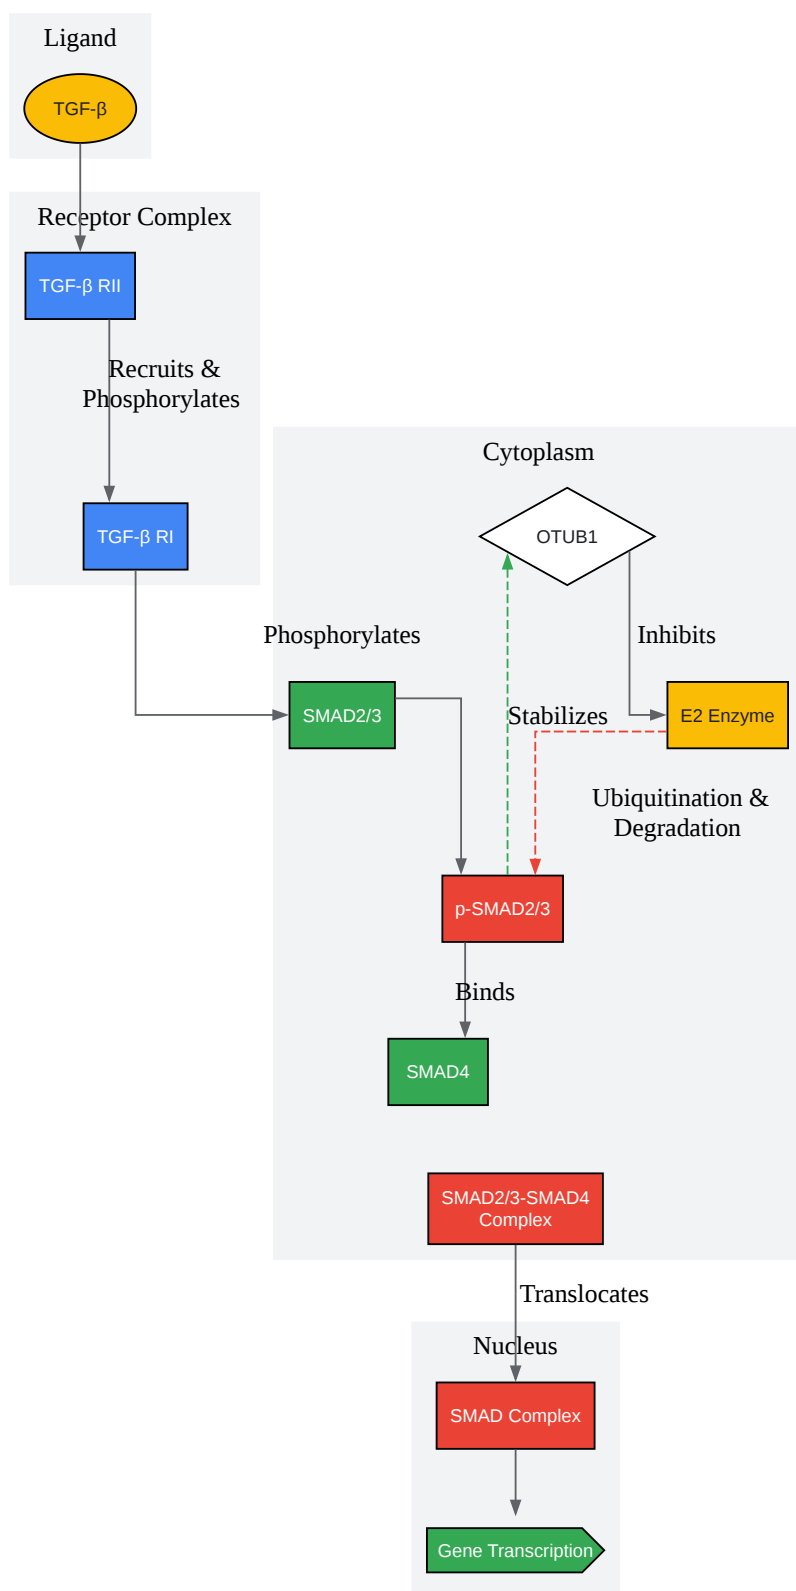 Ligand
TGF-β
Receptor Complex
TGF-β RII
Recruits &
Phosphorylates
Cytoplasm
TGF-β RI
OTUB1
Phosphorylates
Inhibits
SMAD2/3
Stabilizes
E2 Enzyme
Ubiquitination &
Degradation
p-SMAD2/3
Binds
SMAD4
SMAD2/3-SMAD4
Complex
Translocates
Nucleus
SMAD Complex
Gene Transcription